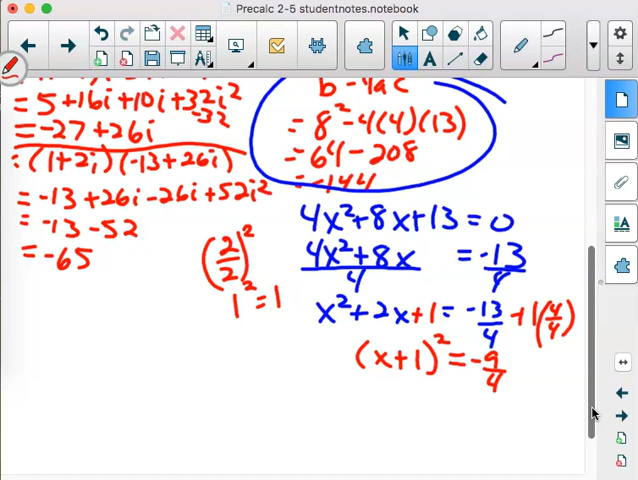 Precalc 2-5 studentnotes.notebook
= 5 +16i +10i +32i²
-32
= -27 +26i
(1+2i)(-13+26i)
= -13 +26i -26i +52i²
= -13 -52
= -65
(2/2)²
1² = 1
b - 4ac
= 8² - 4(4)(13)
= 64 - 208
= -144
4x² + 8x + 13 = 0
4x² + 8x = -13
4 4
x² + 2x + 1 = -13/4 + 1(4/4)
(x + 1)² = -9/4